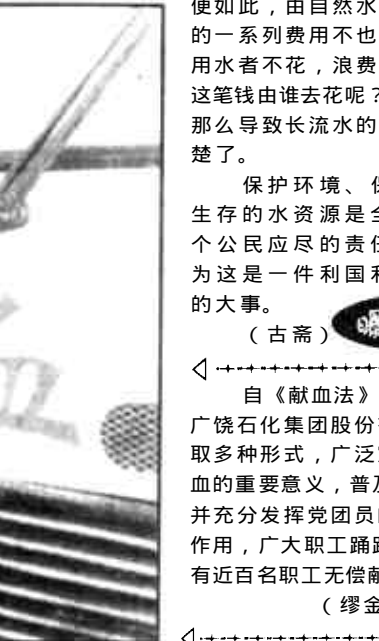 便如此，由自然水
的一系列费用不也
用水者不花，浪费
这笔钱由谁去花呢？
那么导致长流水的
楚了。
保护环境、保
生存的水资源是全
个公民应尽的责任
为这是一件利国利
的大事。
（古斋）
自《献血法》
广饶石化集团股份
取多种形式，广泛
血的重要意义，普及
并充分发挥党团员
作用，广大职工踊跃
有近百名职工无偿献
（缪金